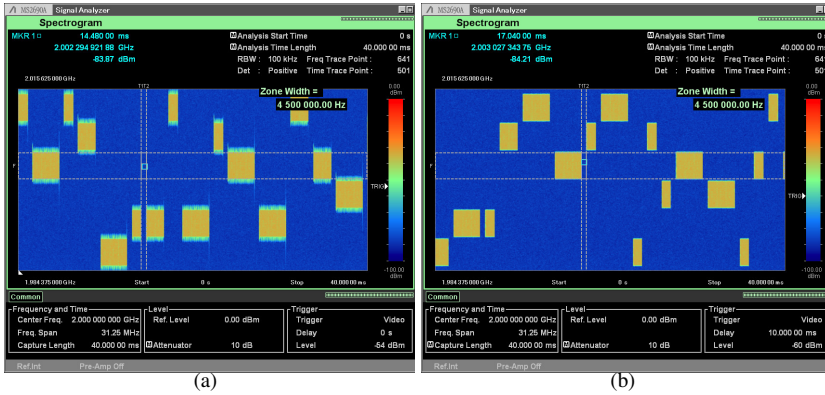 MS2690A Signal Analyzer
Spectrogram
MKR 1 14.480 00 ms
2.002 294 921 88 GHz
-83.87 dBm
Analysis Start Time 0 s
Analysis Time Length 40.000 00 ms
RBW : 100 kHz Freq Trace Point : 641
Det : Positive Time Trace Point : 501
2.015 625 000 GHz
T1 T2
Zone Width =
4 500 000.00 Hz
0.00
dBm
F
TRIG
-100.00
dBm
1.984 375 000 GHz Start 0 s Stop 40.000 00 ms
Common
Frequency and Time
Center Freq. 2.000 000 000 GHz
Freq. Span 31.25 MHz
Capture Length 40.000 00 ms
Level
Ref. Level 0.00 dBm
Attenuator 10 dB
Trigger
Trigger Video
Delay 0 s
Level -54 dBm
Ref.Int Pre-Amp Off
(a)
MS2690A Signal Analyzer
Spectrogram
MKR 1 17.040 00 ms
2.003 027 343 75 GHz
-84.21 dBm
Analysis Start Time 0 s
Analysis Time Length 40.000 00 ms
RBW : 100 kHz Freq Trace Point : 641
Det : Positive Time Trace Point : 501
2.015 625 000 GHz
T1 T2
Zone Width =
4 500 000.00 Hz
0.00
dBm
F
TRIG
-100.00
dBm
1.984 375 000 GHz Start 0 s Stop 40.000 00 ms
Common
Frequency and Time
Center Freq. 2.000 000 000 GHz
Freq. Span 31.25 MHz
Capture Length 40.000 00 ms
Level
Ref. Level 0.00 dBm
Attenuator 10 dB
Trigger
Trigger Video
Delay 10.000 00 ms
Level -60 dBm
Ref.Int Pre-Amp Off
(b)